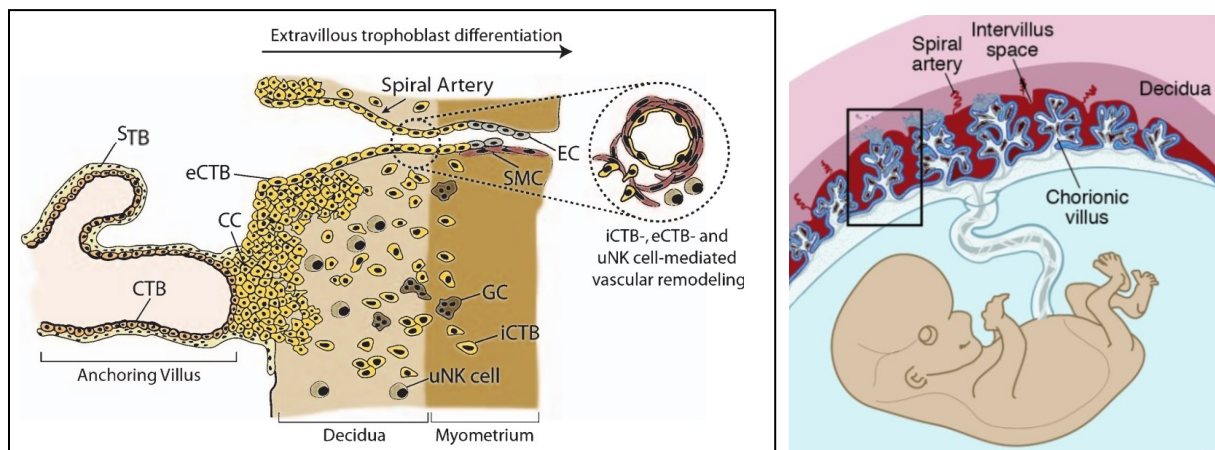 Extravillous trophoblast differentiation
Spiral Artery
STB
eCTB
EC
SMC
CC
iCTB-, eCTB- and
uNK cell-mediated
vascular remodeling
CTB
GC
iCTB
uNK cell
Anchoring Villus
Decidua
Myometrium
Spiral
artery
Intervillus
space
Decidua
Chorionic
villus